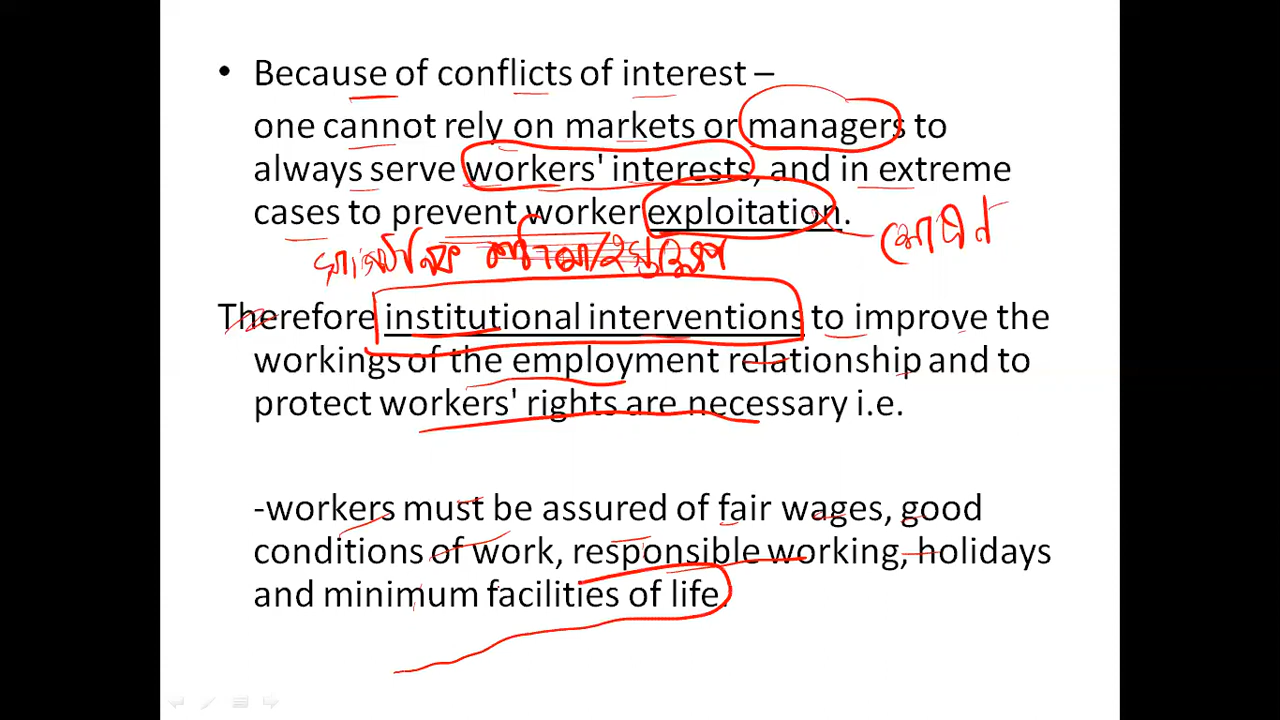 • Because of conflicts of interest –
one cannot rely on markets or managers to
always serve workers' interests, and in extreme
cases to prevent worker exploitation.
শোষন
Therefore institutional interventions to improve the
workings of the employment relationship and to
protect workers' rights are necessary i.e.
-workers must be assured of fair wages, good
conditions of work, responsible working, holidays
and minimum facilities of life.